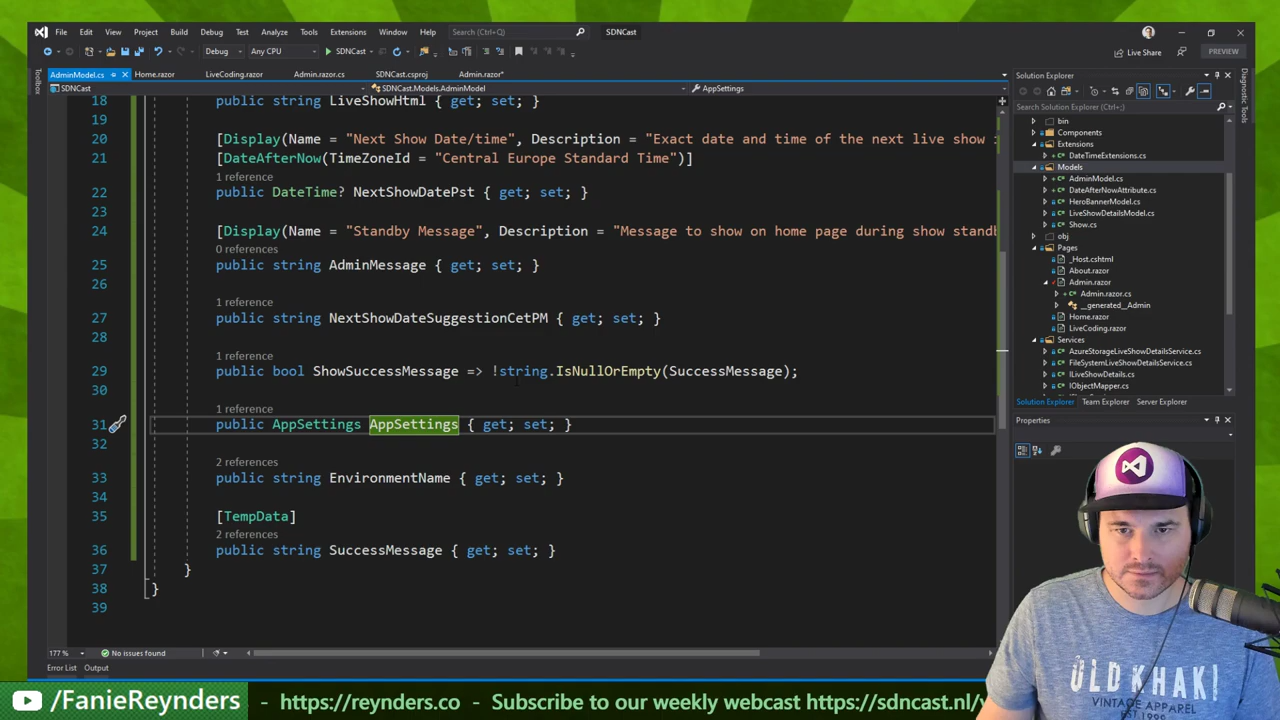 File Edit View Project Build Debug Test Analyze Tools Extensions Window Help Search (Ctrl+Q) SDNCast
Debug Any CPU SDNCast Live Share PREVIEW
AdminModel.cs Home.razor LiveCoding.razor Admin.razor.cs SDNCast.csproj Admin.razor*
SDNCast SDNCast.Models.AdminModel AppSettings
Toolbox
18 public string LiveShowHtml { get; set; }
19
20 [Display(Name = "Next Show Date/time", Description = "Exact date and time of the next live show i
21 [DateAfterNow(TimeZoneId = "Central Europe Standard Time")]
1 reference
22 public DateTime? NextShowDatePst { get; set; }
23
24 [Display(Name = "Standby Message", Description = "Message to show on home page during show standb
0 references
25 public string AdminMessage { get; set; }
26
1 reference
27 public string NextShowDateSuggestionCetPM { get; set; }
28
1 reference
29 public bool ShowSuccessMessage => !string.IsNullOrEmpty(SuccessMessage);
30
1 reference
31 public AppSettings AppSettings { get; set; }
32
2 references
33 public string EnvironmentName { get; set; }
34
35 [TempData]
2 references
36 public string SuccessMessage { get; set; }
37 }
38 }
39
177 % No issues found
Error List Output
Solution Explorer
Search Solution Explorer (Ctrl+;)
bin
Components
Extensions
DateTimeExtensions.cs
Models
AdminModel.cs
DateAfterNowAttribute.cs
HeroBannerModel.cs
LiveShowDetailsModel.cs
Show.cs
obj
Pages
_Host.cshtml
About.razor
Admin.razor
Admin.razor.cs
__generated__Admin
Home.razor
LiveCoding.razor
Services
AzureStorageLiveShowDetailsService.cs
FileSystemLiveShowDetailsService.cs
ILiveShowDetails.cs
IObjectMapper.cs
Solution Explorer Team Explorer Server Explorer
Properties
Diagnostic Tools
OLD KHAKI
VINTAGE APPAREL
/FanieReynders - https://reynders.co - Subscribe to our weekly webcast https://sdncast.nl/